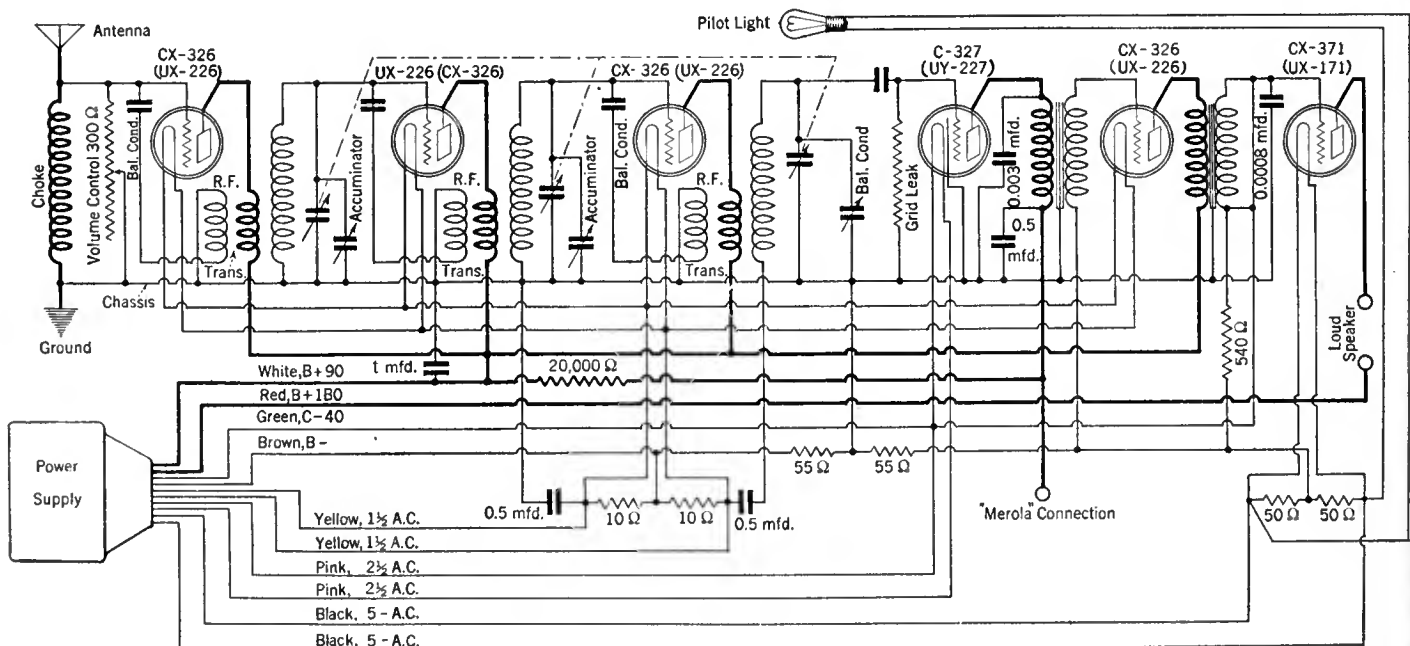 Antenna
Pilot Light
CX-326
(UX-226)
UX-226 (CX-326)
CX-326 (UX-226)
C-327
(UY-227)
CX-326
(UX-226)
CX-371
(UX-171)
Choke
Volume Control 300 Ω
Bal. Cond.
R.F.
Trans.
Accuminator
R.F.
Trans.
Accuminator
Bal. Cond.
R.F.
Trans.
Bal. Cond
Grid Leak
0.003 mfd.
0.5
mfd.
0.0008 mfd.
Chassis
Ground
540 Ω
Loud
Speaker
1 mfd.
20,000 Ω
White, B+90
Red, B+180
Green, C-40
Brown, B-
Power
Supply
55 Ω
55 Ω
0.5 mfd.
10 Ω
10 Ω
0.5 mfd.
"Merola" Connection
50 Ω
50 Ω
Yellow, 1½ A.C.
Yellow, 1½ A.C.
Pink, 2½ A.C.
Pink, 2½ A.C.
Black, 5 - A.C.
Black, 5 - A.C.